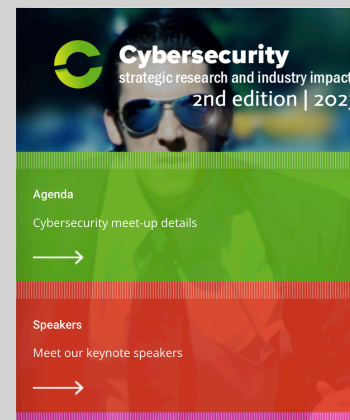 Cybersecurity
strategic research and industry impact
2nd edition | 202
Agenda
Cybersecurity meet-up details
Speakers
Meet our keynote speakers